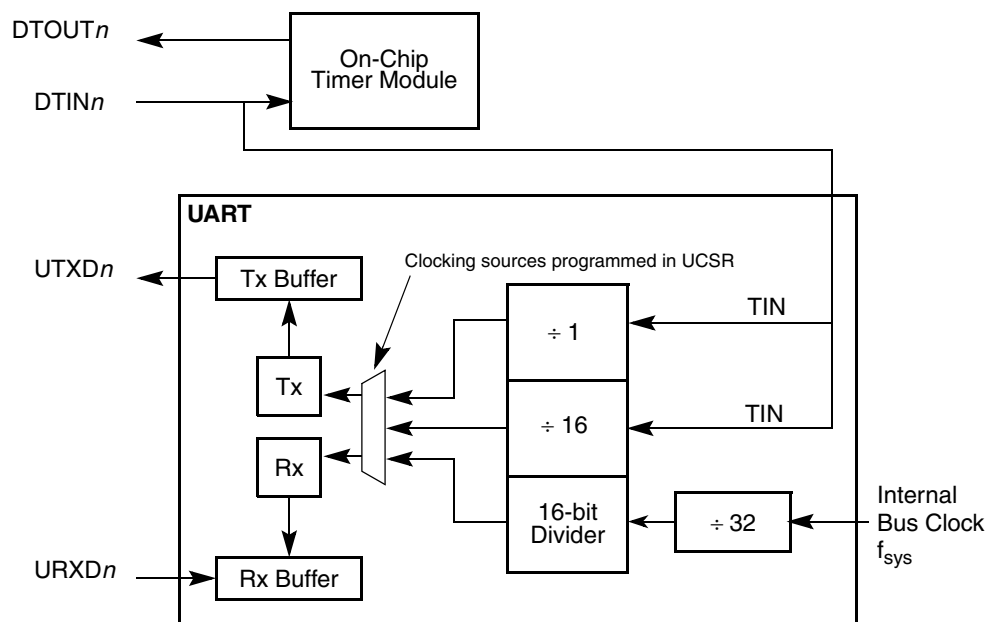 DTOUTn
On-Chip
Timer Module
DTINn
UART
Clocking sources programmed in UCSR
UTXDn
Tx Buffer
÷ 1
TIN
Tx
÷ 16
TIN
Rx
16-bit
Divider
÷ 32
Internal
Bus Clock
fsys
URXDn
Rx Buffer